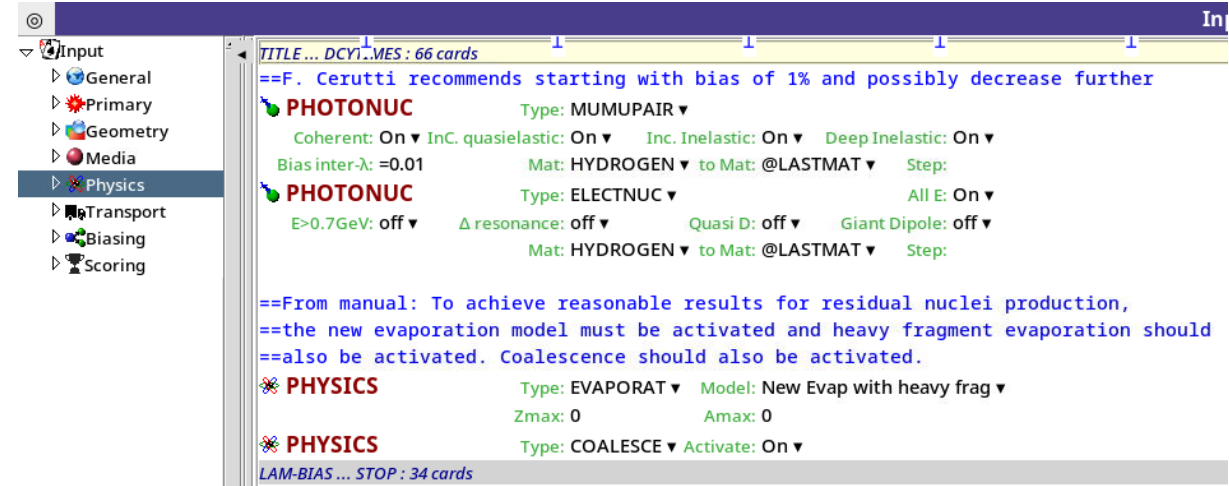 Inp
Input
General
Primary
Geometry
Media
Physics
Transport
Biasing
Scoring
TITLE ... DCYTIMES : 66 cards
==F. Cerutti recommends starting with bias of 1% and possibly decrease further
PHOTONUC Type: MUMUPAIR ▼
Coherent: On ▼ InC. quasielastic: On ▼ Inc. Inelastic: On ▼ Deep Inelastic: On ▼
Bias inter-λ: =0.01 Mat: HYDROGEN ▼ to Mat: @LASTMAT ▼ Step:
PHOTONUC Type: ELECTNUC ▼ All E: On ▼
E>0.7GeV: off ▼ Δ resonance: off ▼ Quasi D: off ▼ Giant Dipole: off ▼
Mat: HYDROGEN ▼ to Mat: @LASTMAT ▼ Step:
==From manual: To achieve reasonable results for residual nuclei production,
==the new evaporation model must be activated and heavy fragment evaporation should
==also be activated. Coalescence should also be activated.
PHYSICS Type: EVAPORAT ▼ Model: New Evap with heavy frag ▼
Zmax: 0 Amax: 0
PHYSICS Type: COALESCE ▼ Activate: On ▼
LAM-BIAS ... STOP : 34 cards